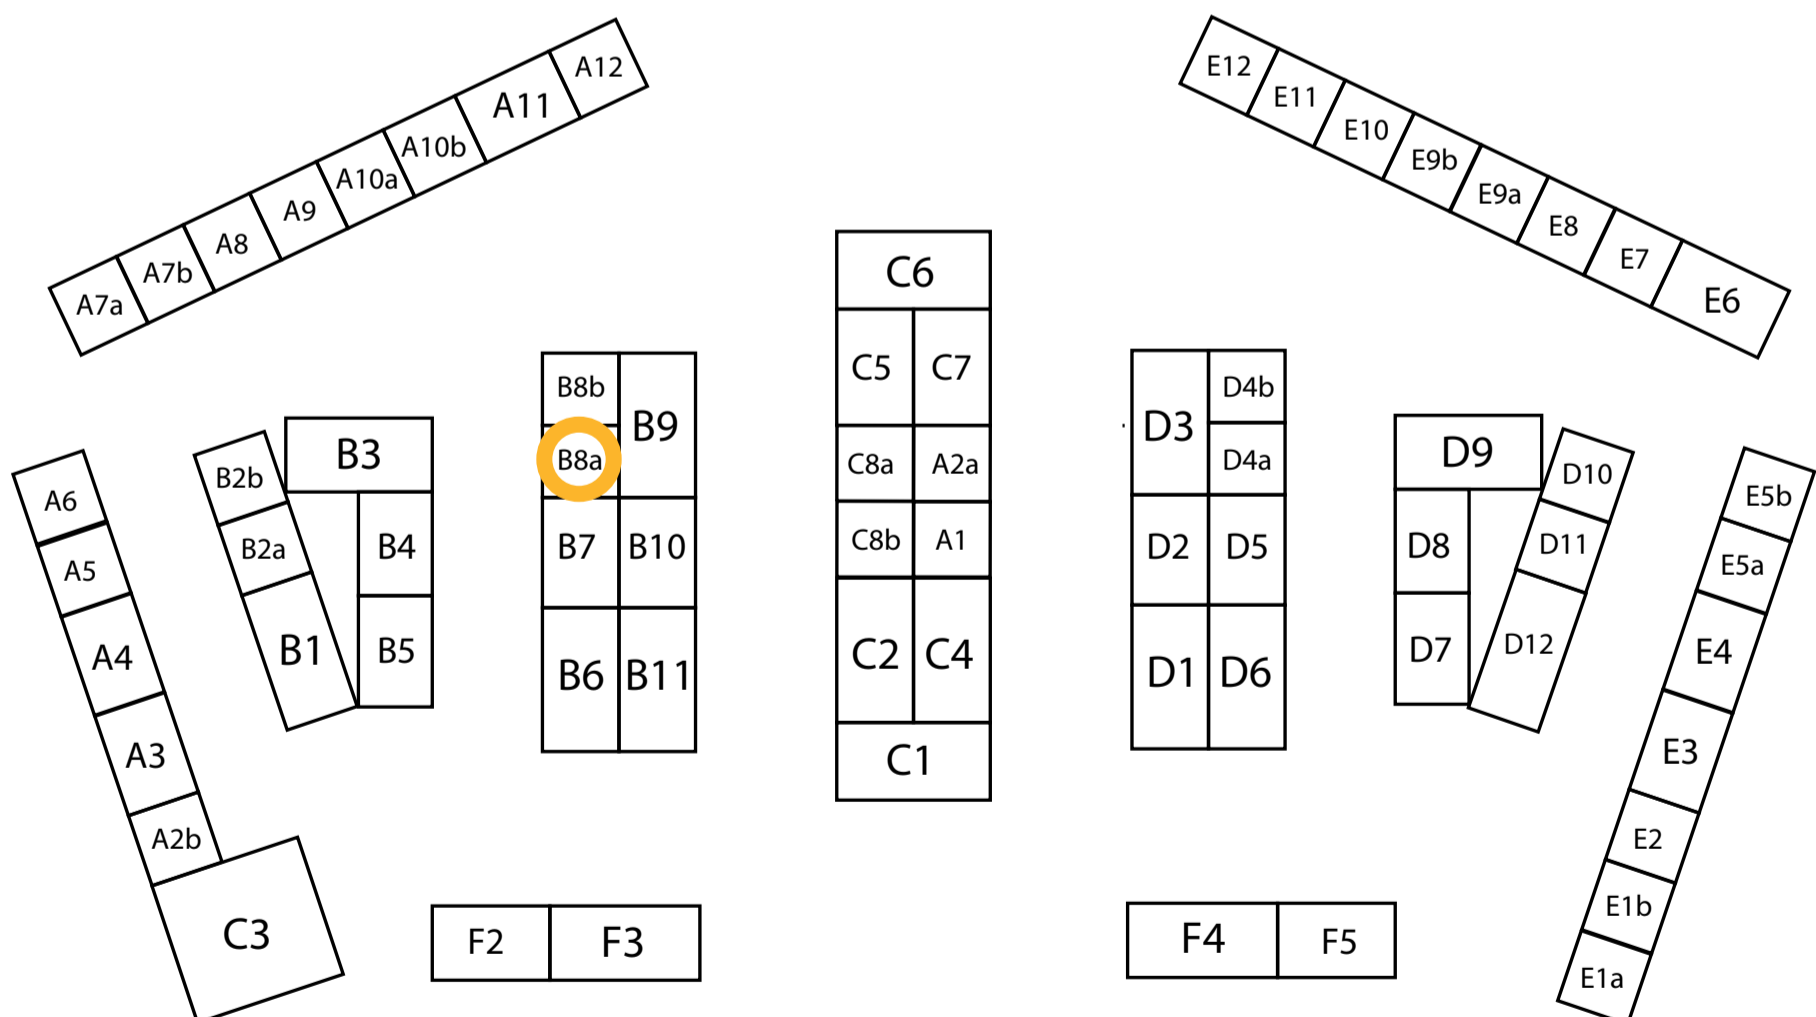 A12
A11
A10b
A10a
A9
A8
A7b
A7a
E12
E11
E10
E9b
E9a
E8
E7
E6
A6
A5
A4
A3
A2b
C3
B2b
B2a
B1
B3
B4
B5
B8b
B9
B8a
B7 B10
B6 B11
C6
C5 C7
C8a A2a
C8b A1
C2 C4
C1
D3 D4b
D4a
D2 D5
D1 D6
D9
D8
D7
D10
D11
D12
E5b
E5a
E4
E3
E2
E1b
E1a
F2 F3
F4 F5